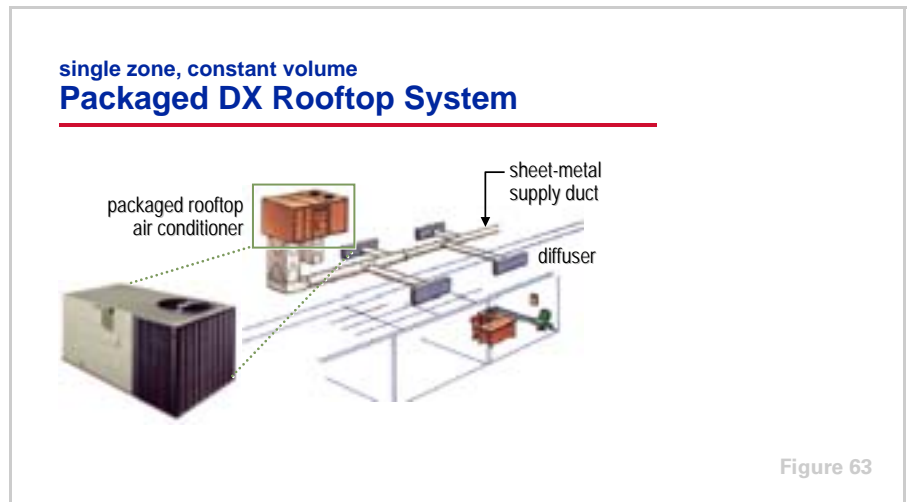 single zone, constant volume
Packaged DX Rooftop System
sheet-metal
supply duct
packaged rooftop
air conditioner
diffuser
Figure 63